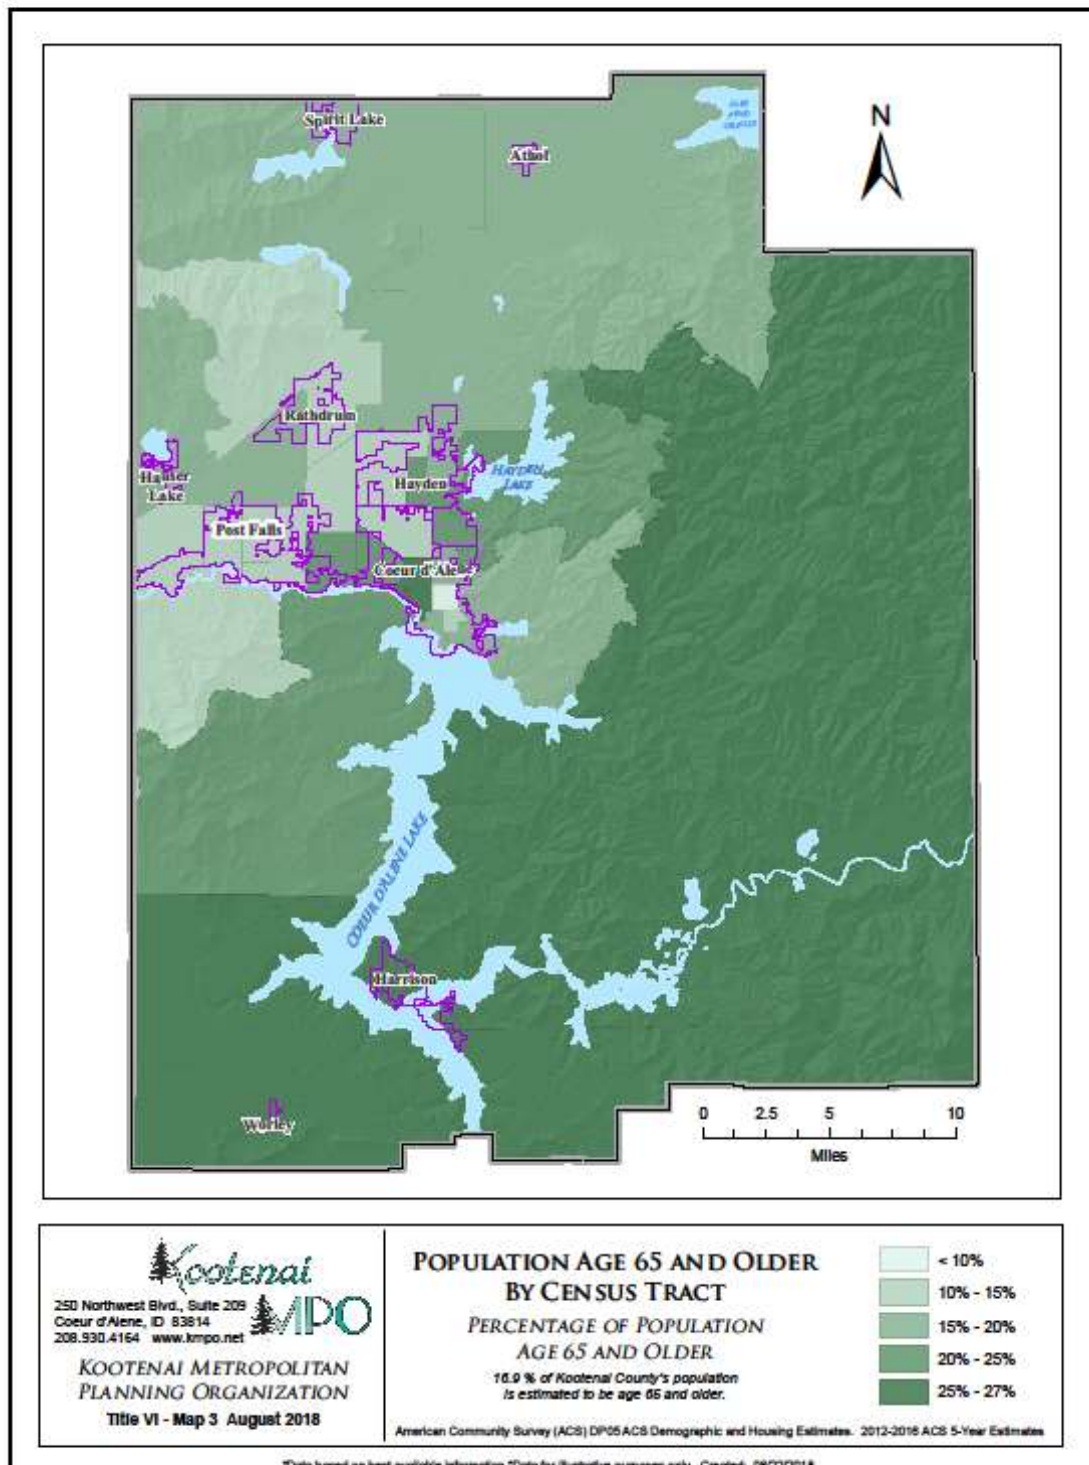 Spirit Lake
Athol
N
Rathdrum
Hauser
Lake
Hayden
HAYDEN
LAKE
Post Falls
Coeur d'Ale
COEUR D'ALENE LAKE
Harrison
Worley
0 2.5 5 10
Miles
Kootenai
MPO
250 Northwest Blvd., Suite 209
Coeur d'Alene, ID 83814
208.930.4164 www.kmpo.net
KOOTENAI METROPOLITAN
PLANNING ORGANIZATION
Title VI - Map 3 August 2018
POPULATION AGE 65 AND OLDER
BY CENSUS TRACT
PERCENTAGE OF POPULATION
AGE 65 AND OLDER
16.9 % of Kootenai County's population
is estimated to be age 65 and older.
< 10%
10% - 15%
15% - 20%
20% - 25%
25% - 27%
American Community Survey (ACS) DP05 ACS Demographic and Housing Estimates. 2012-2016 ACS 5-Year Estimates